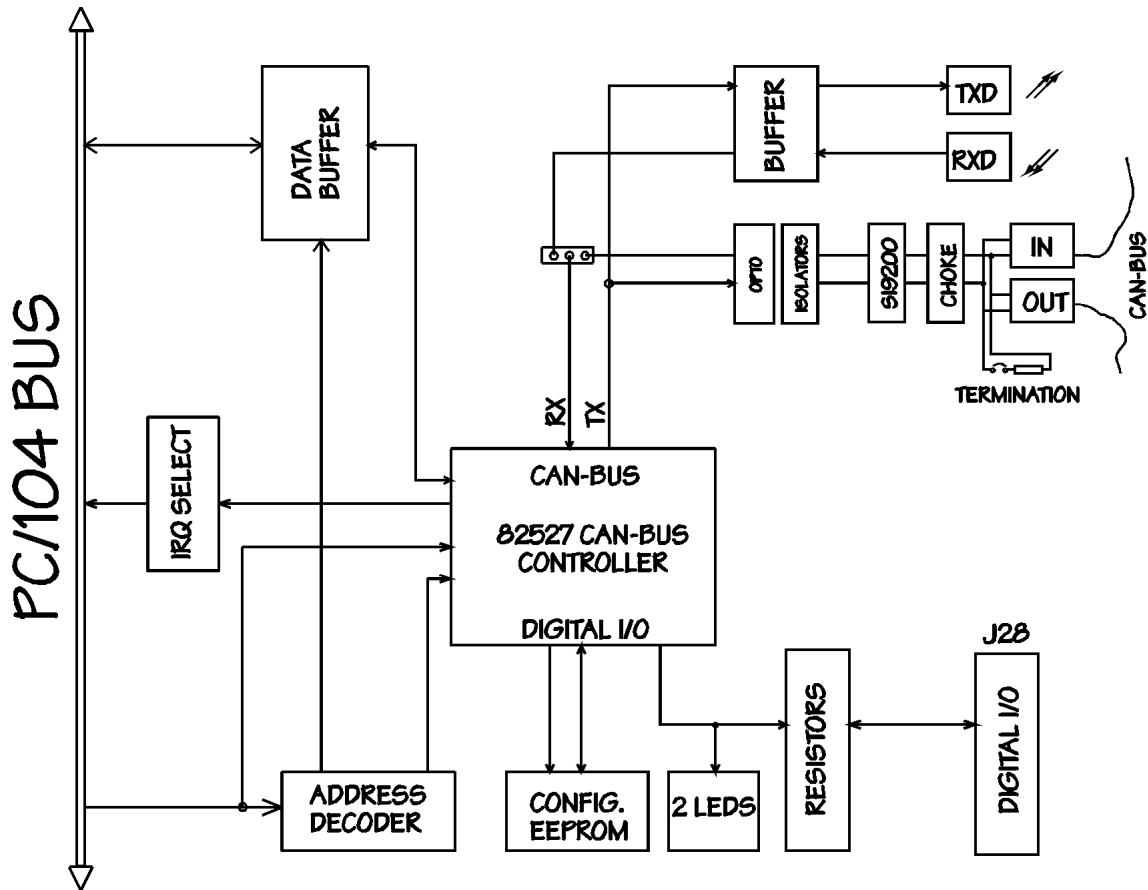 PC/104 BUS
DATA
BUFFER
BUFFER
TXD
RXD
OPTO
ISOLATORS
SI9200
CHOKE
IN
OUT
CAN-BUS
TERMINATION
RX
TX
IRQ SELECT
CAN-BUS
82527 CAN-BUS
CONTROLLER
DIGITAL I/O
ADDRESS
DECODER
CONFIG.
EEPROM
2 LEDS
RESISTORS
J28
DIGITAL I/O